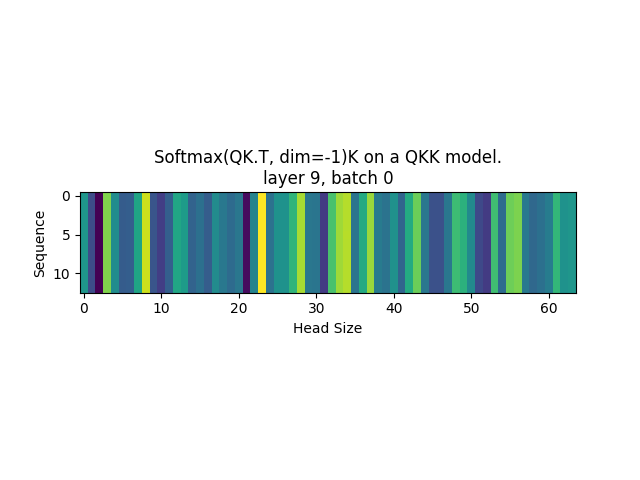 Softmax(QK.T, dim=-1)K on a QKK model.
layer 9, batch 0
0
5
10
Sequence
0 10 20 30 40 50 60
Head Size